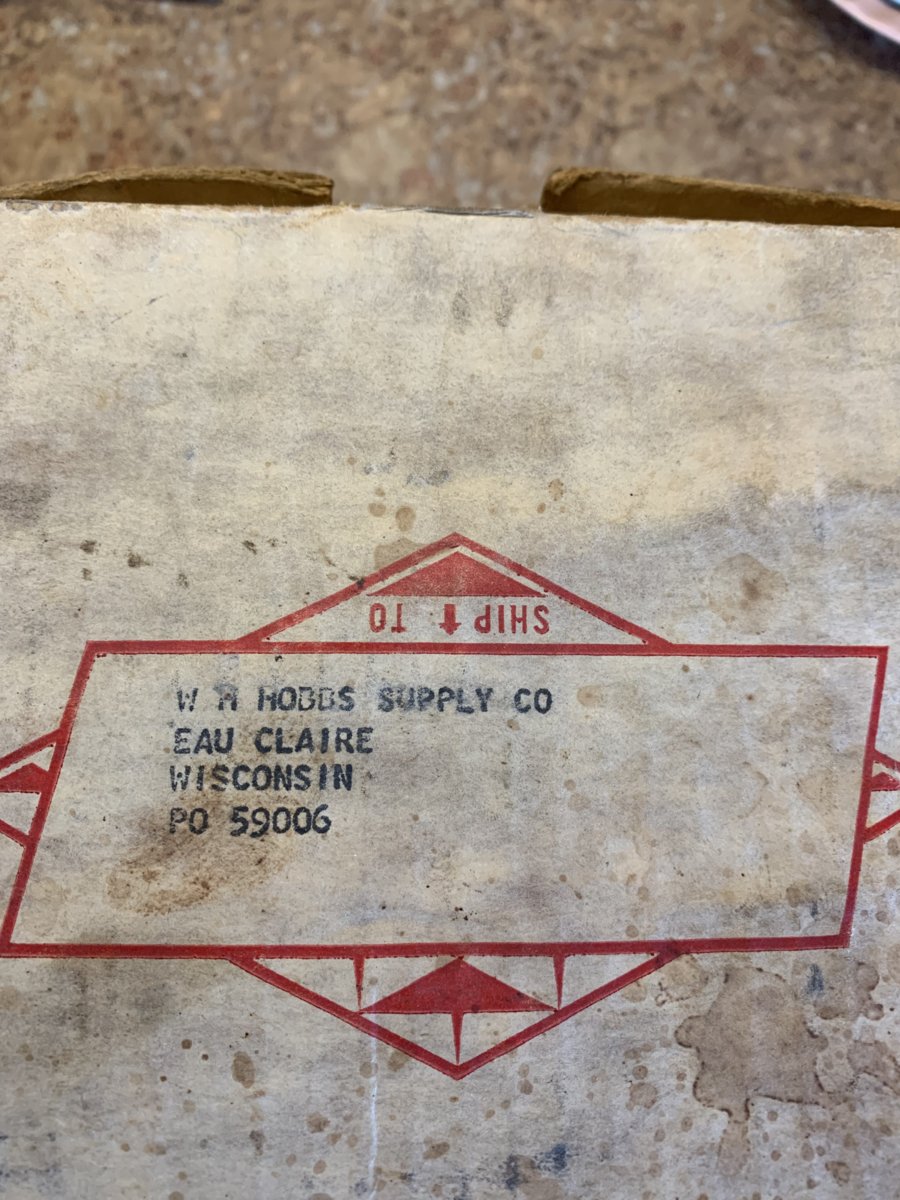 SHIP TO
W H HOBBS SUPPLY CO
EAU CLAIRE
WISCONSIN
PO 59006